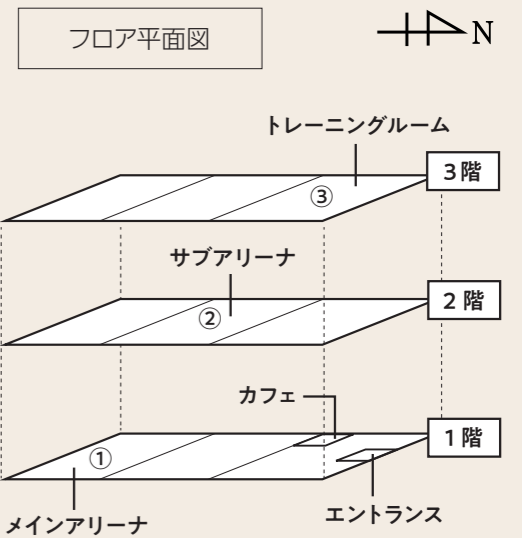 フロア平面図
N
トレーニングルーム
3階
③
サブアリーナ
2階
②
カフェ
1階
①
エントランス
メインアリーナ